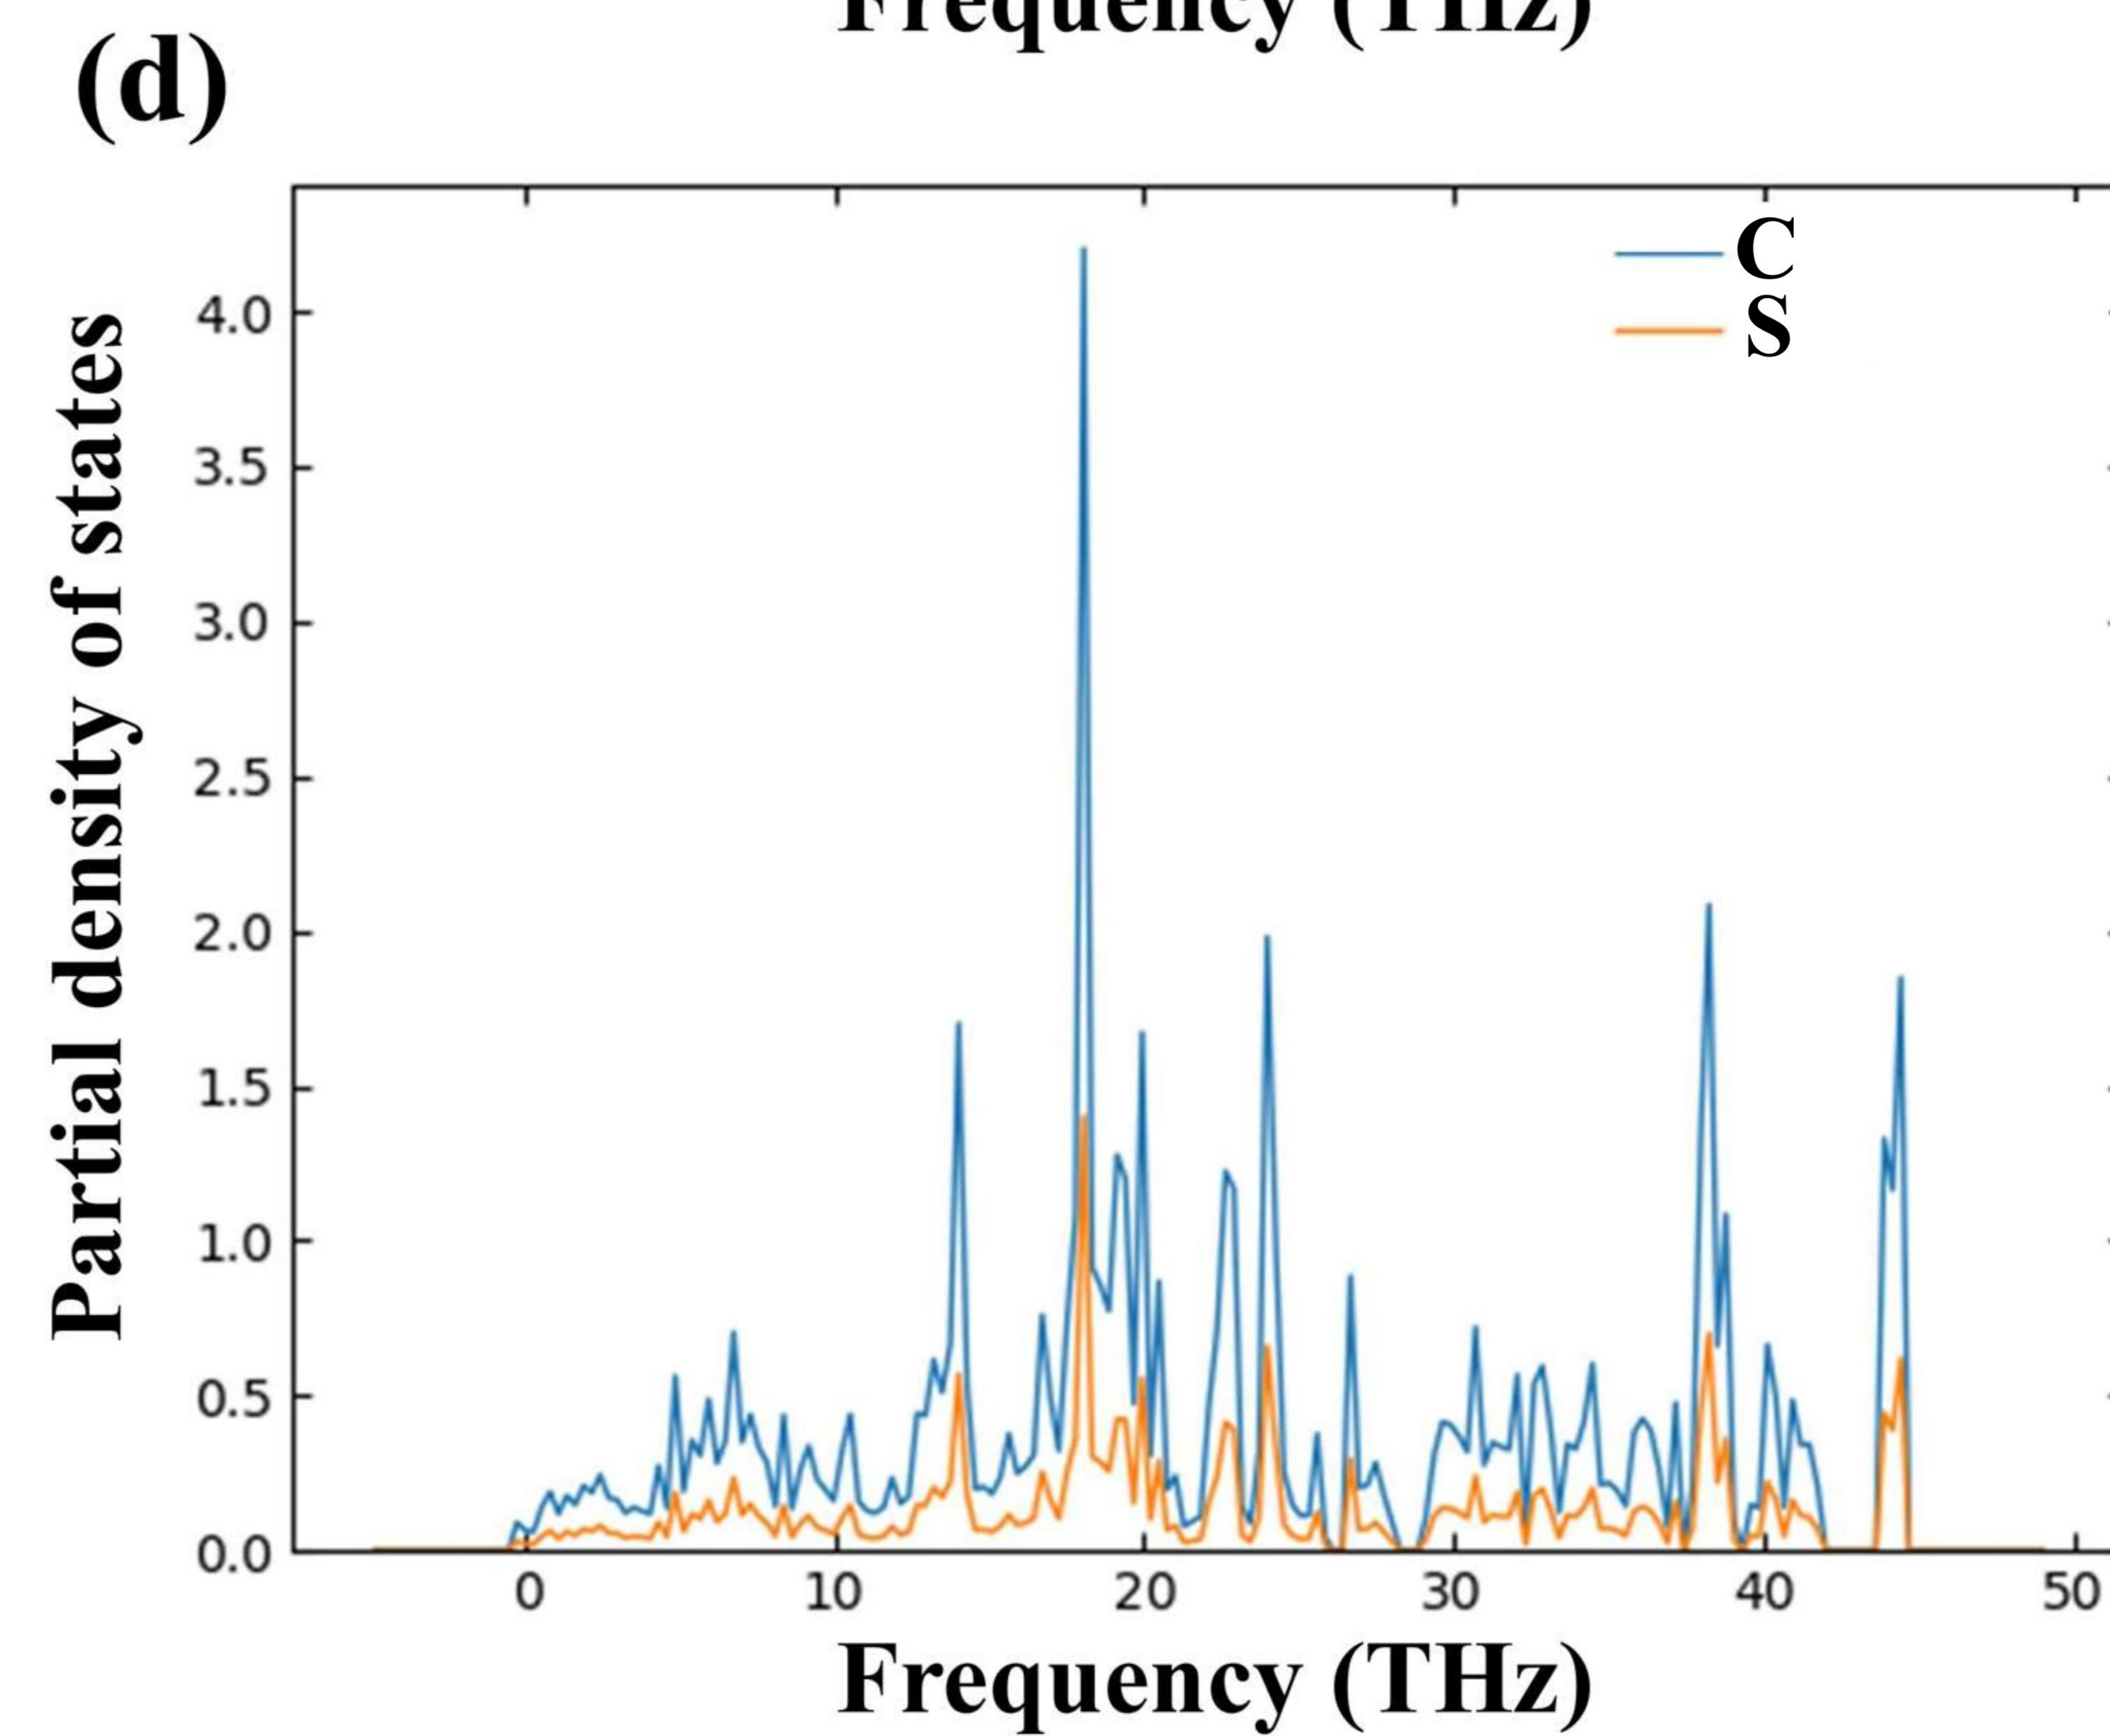 Frequency (THz)
(d)
C
S
Partial density of states
4.0
3.5
3.0
2.5
2.0
1.5
1.0
0.5
0.0
0 10 20 30 40 50
Frequency (THz)